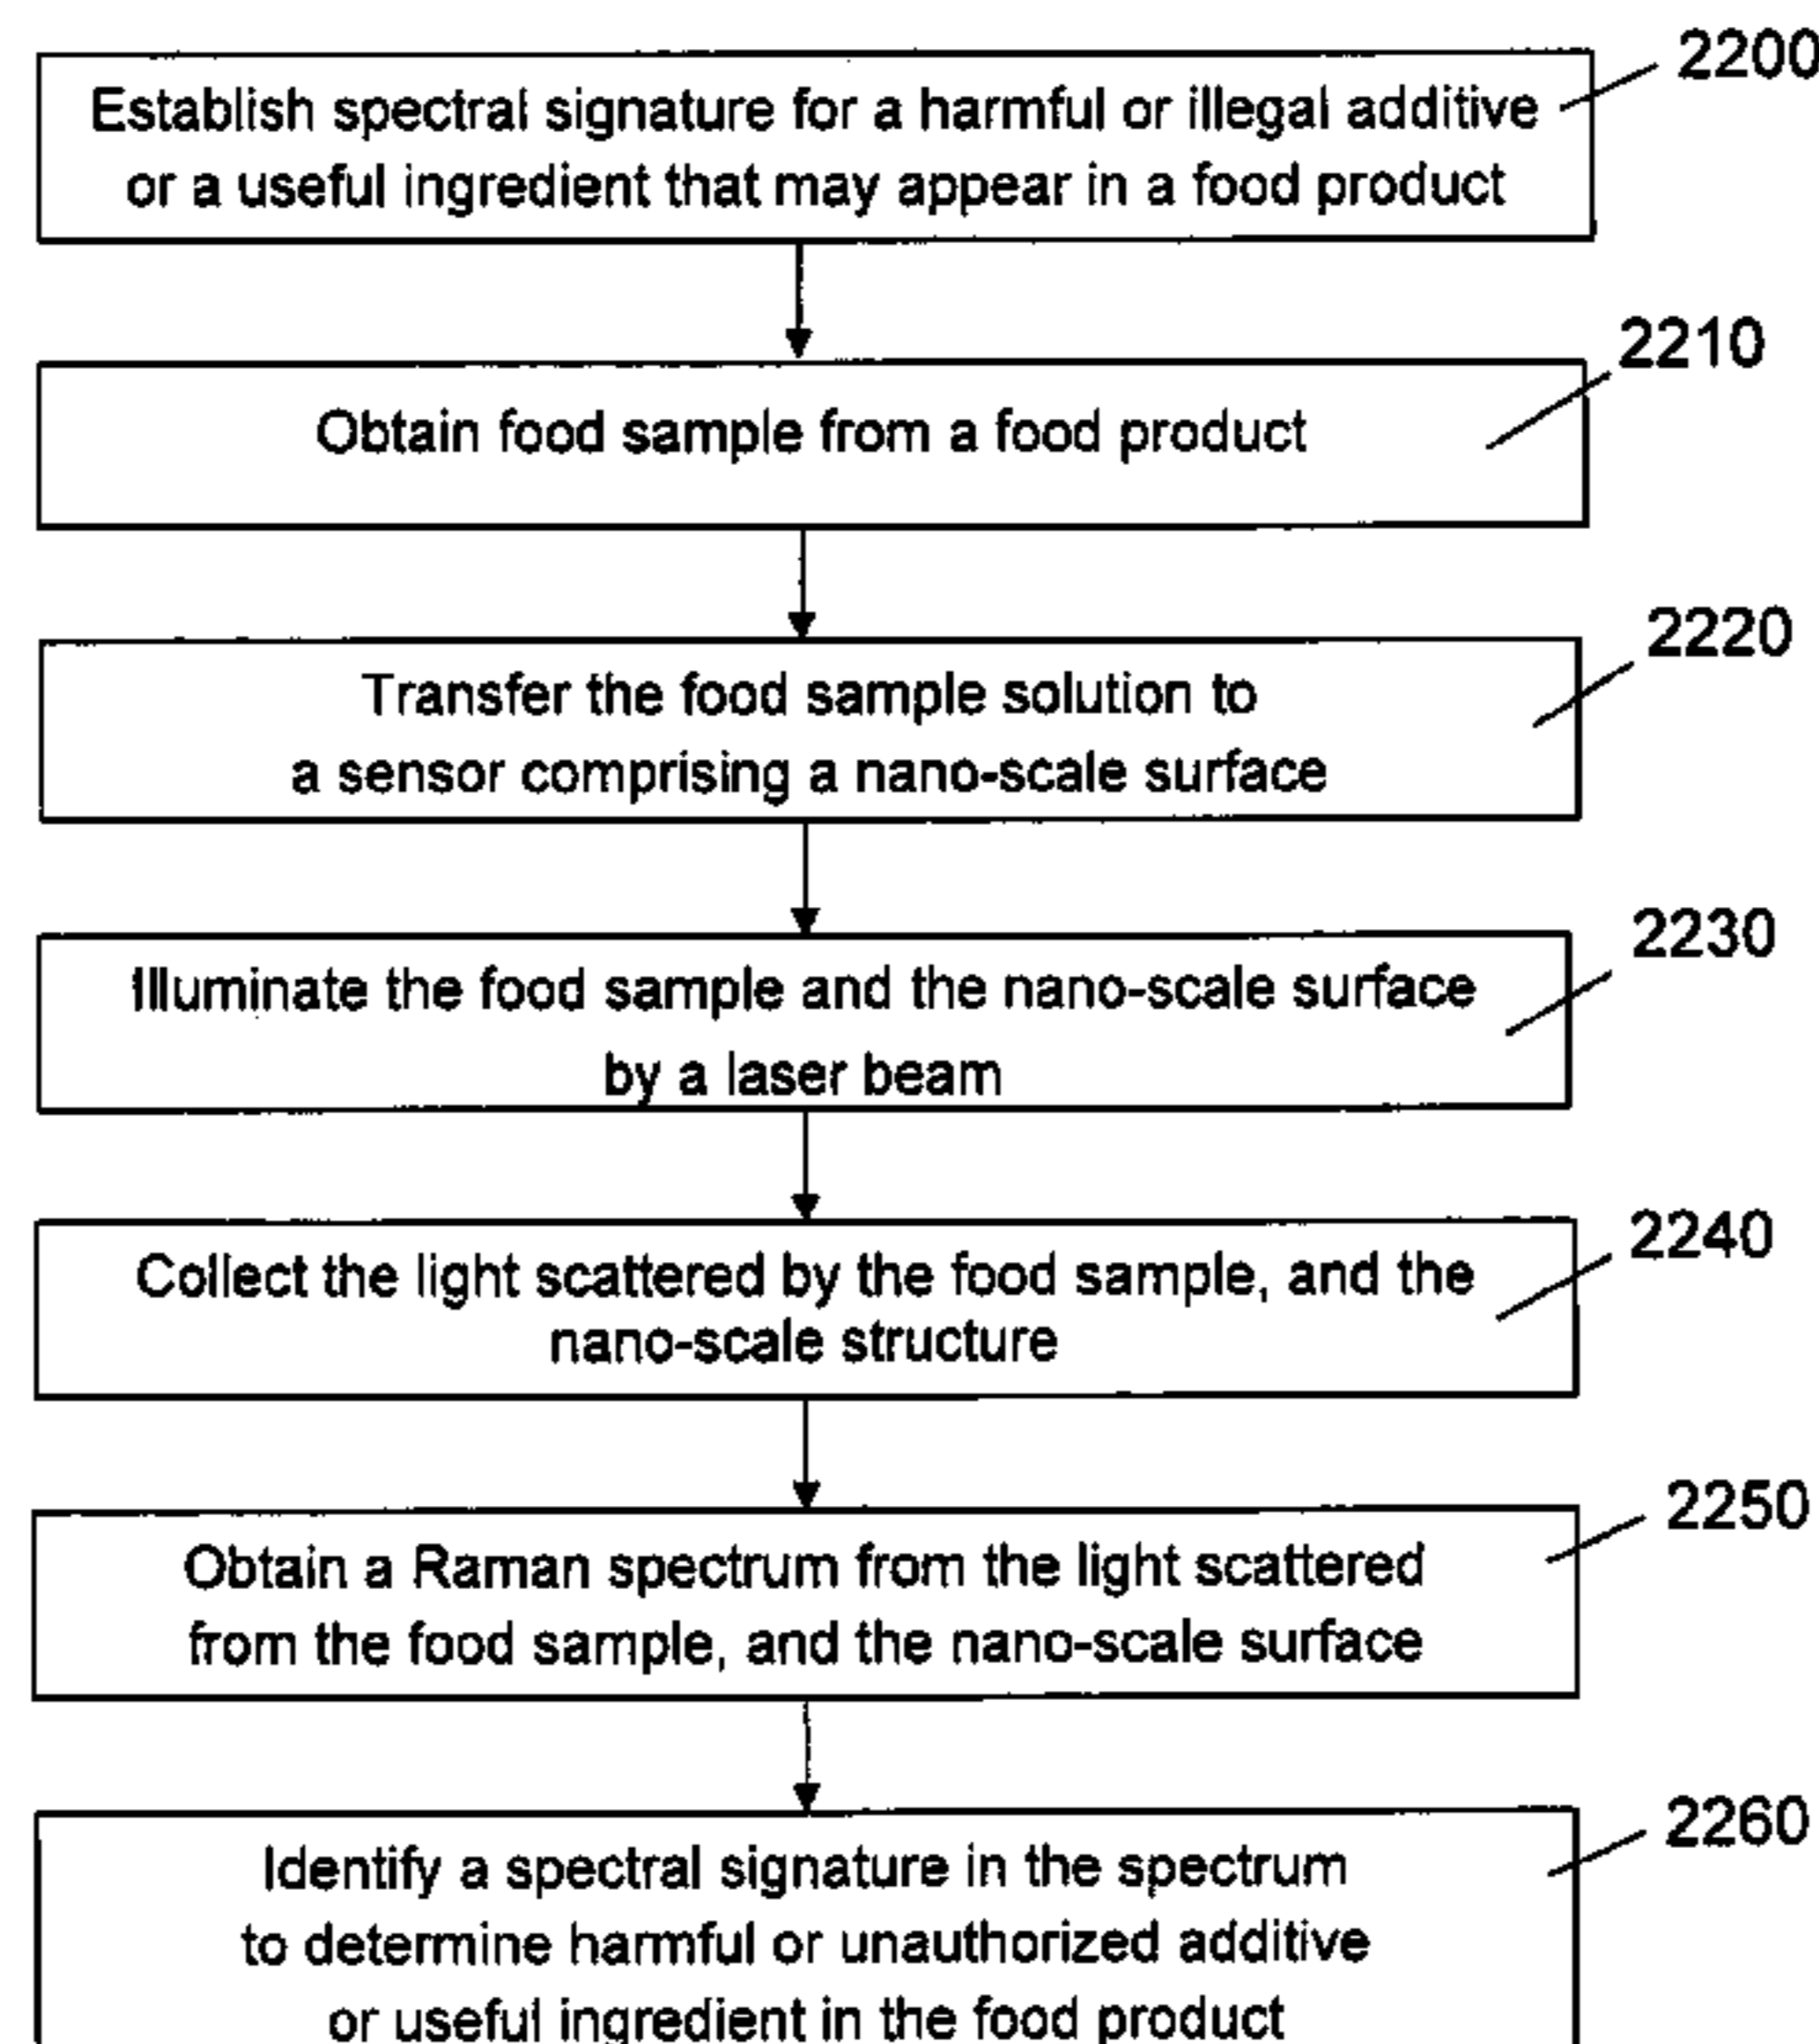 2200
Establish spectral signature for a harmful or illegal additive
or a useful ingredient that may appear in a food product
2210
Obtain food sample from a food product
2220
Transfer the food sample solution to
a sensor comprising a nano-scale surface
2230
Illuminate the food sample and the nano-scale surface
by a laser beam
2240
Collect the light scattered by the food sample, and the
nano-scale structure
2250
Obtain a Raman spectrum from the light scattered
from the food sample, and the nano-scale surface
2260
Identify a spectral signature in the spectrum
to determine harmful or unauthorized additive
or useful ingredient in the food product